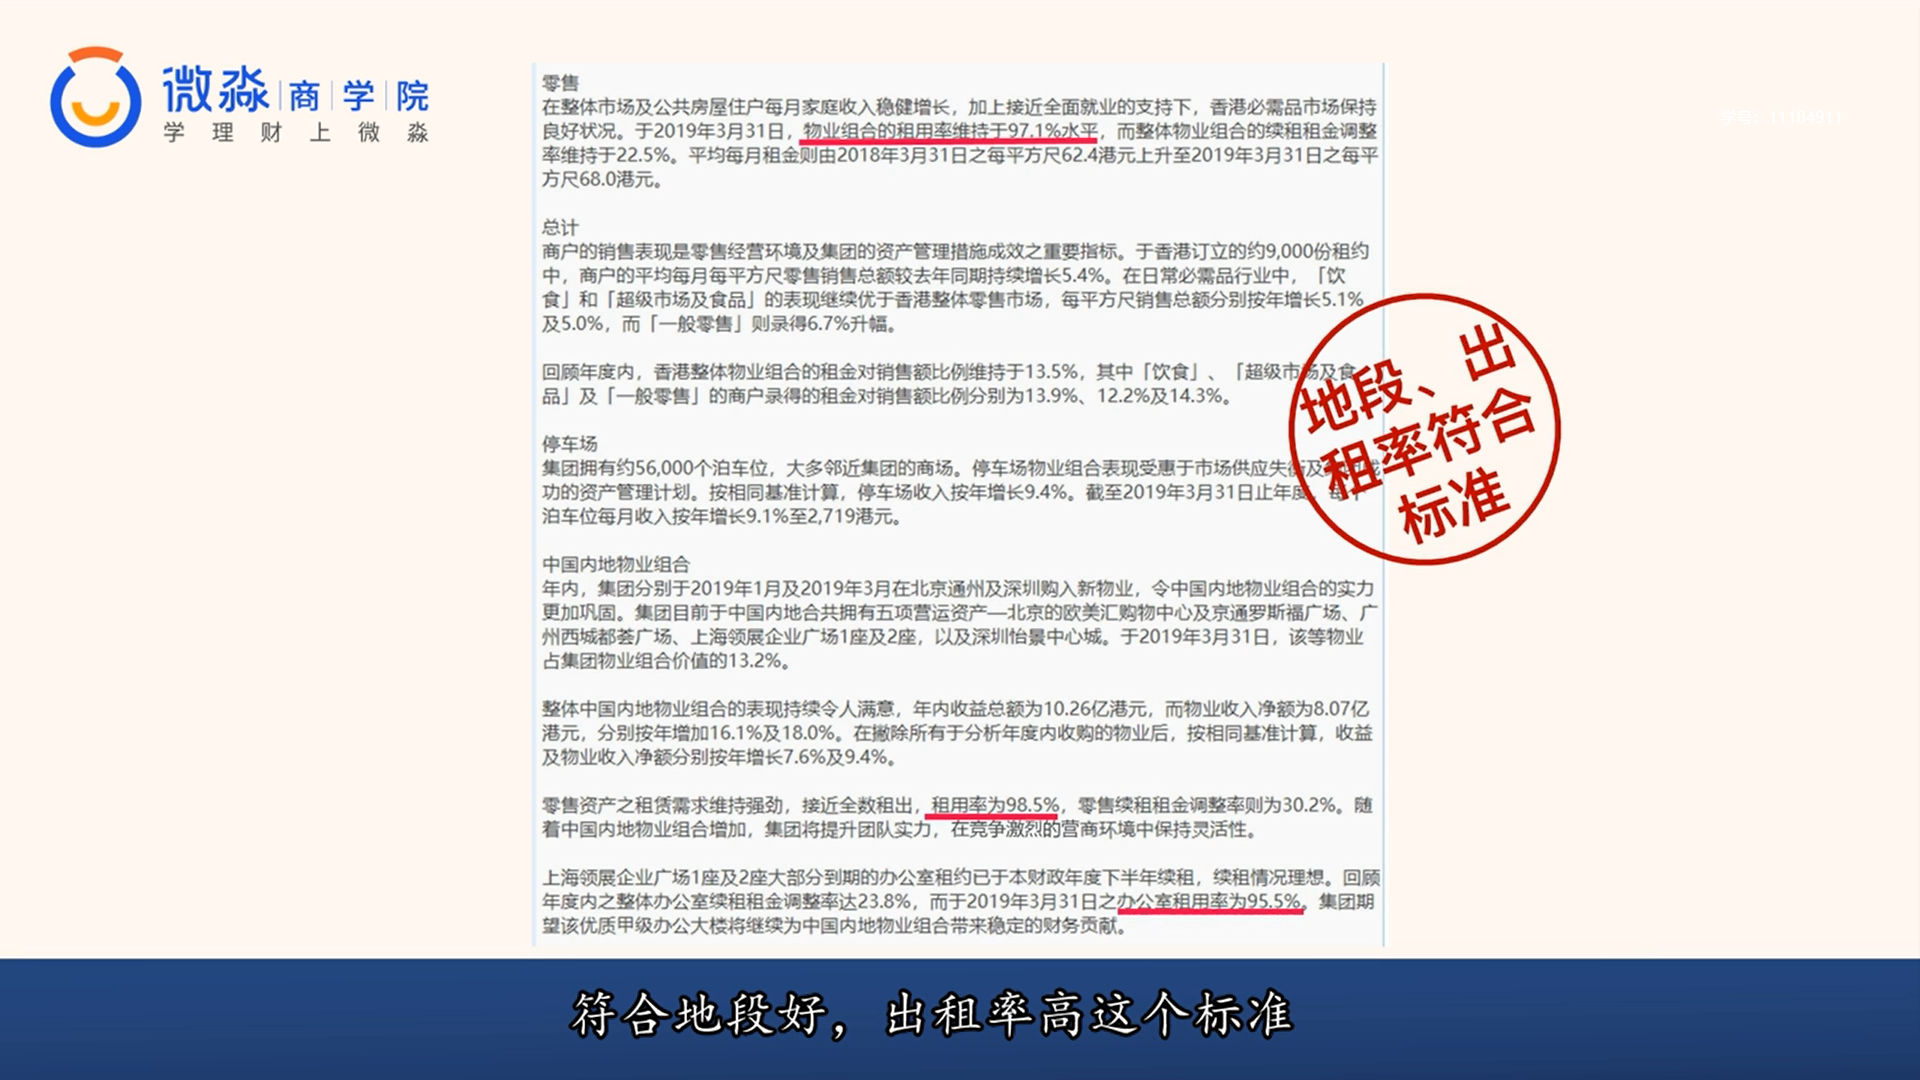 微淼 商 学 院
学 理 财 上 微 淼
学号：11184911
零售
在整体市场及公共房屋住户每月家庭收入稳健增长，加上接近全面就业的支持下，香港必需品市场保持
良好状况。于2019年3月31日，物业组合的租用率维持于97.1%水平，而整体物业组合的续租租金调整
率维持于22.5%。平均每月租金则由2018年3月31日之每平方尺62.4港元上升至2019年3月31日之每平
方尺68.0港元。
总计
商户的销售表现是零售经营环境及集团的资产管理措施成效之重要指标。于香港订立的约9,000份租约
中，商户的平均每月每平方尺零售销售总额较去年同期持续增长5.4%。在日常必需品行业中，「饮
食」和「超级市场及食品」的表现继续优于香港整体零售市场，每平方尺销售总额分别按年增长5.1%
及5.0%，而「一般零售」则录得6.7%升幅。
回顾年度内，香港整体物业组合的租金对销售额比例维持于13.5%，其中「饮食」、「超级市场及食
品」及「一般零售」的商户录得的租金对销售额比例分别为13.9%、12.2%及14.3%。
停车场
集团拥有约56,000个泊车位，大多邻近集团的商场。停车场物业组合表现受惠于市场供应失衡及
功的资产管理计划。按相同基准计算，停车场收入按年增长9.4%。截至2019年3月31日止年度，每
泊车位每月收入按年增长9.1%至2,719港元。
中国内地物业组合
年内，集团分别于2019年1月及2019年3月在北京通州及深圳购入新物业，令中国内地物业组合的实力
更加巩固。集团目前于中国内地合共拥有五项营运资产—北京的欧美汇购物中心及京通罗斯福广场、广
州西城都荟广场、上海领展企业广场1座及2座，以及深圳怡景中心城。于2019年3月31日，该等物业
占集团物业组合价值的13.2%。
整体中国内地物业组合的表现持续令人满意，年内收益总额为10.26亿港元，而物业收入净额为8.07亿
港元，分别按年增加16.1%及18.0%。在撇除所有于分析年度内收购的物业后，按相同基准计算，收益
及物业收入净额分别按年增长7.6%及9.4%。
零售资产之租赁需求维持强劲，接近全数租出，租用率为98.5%，零售续租租金调整率则为30.2%。随
着中国内地物业组合增加，集团将提升团队实力，在竞争激烈的营商环境中保持灵活性。
上海领展企业广场1座及2座大部分到期的办公室租约已于本财政年度下半年续租，续租情况理想。回顾
年度内之整体办公室续租租金调整率达23.8%，而于2019年3月31日之办公室租用率为95.5%。集团期
望该优质甲级办公大楼将继续为中国内地物业组合带来稳定的财务贡献。
地段、出
租率符合
标准
符合地段好，出租率高这个标准